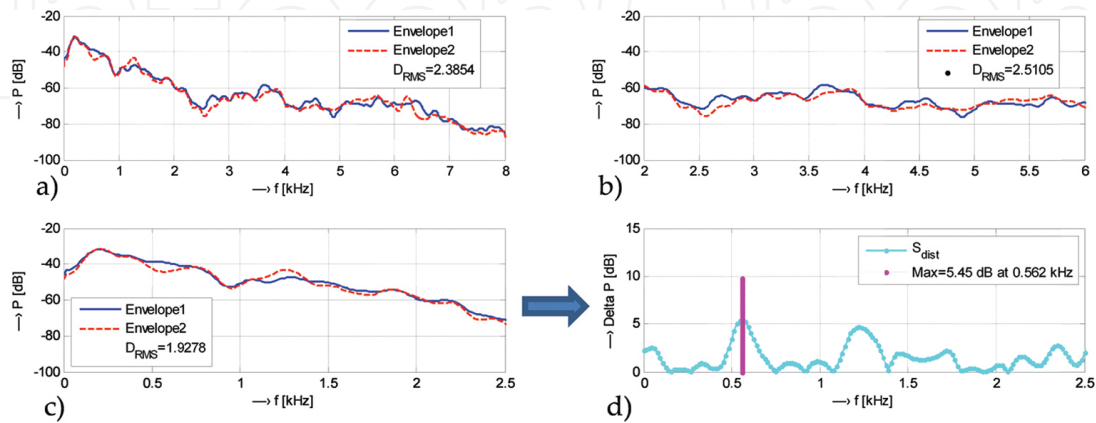 -20
-40
-60
-80
-100
→ P [dB]
Envelope1
Envelope2
D_RMS=2.3854
0 1 2 3 4 5 6 7 8
→ f [kHz]
a)
-20
-40
-60
-80
-100
→ P [dB]
Envelope1
Envelope2
D_RMS=2.5105
2 2.5 3 3.5 4 4.5 5 5.5 6
→ f [kHz]
b)
-20
-40
-60
-80
-100
→ P [dB]
Envelope1
Envelope2
D_RMS=1.9278
0 0.5 1 1.5 2 2.5
→ f [kHz]
c)
15
10
5
0
→ Delta P [dB]
S_dist
Max=5.45 dB at 0.562 kHz
0 0.5 1 1.5 2 2.5
→ f [kHz]
d)